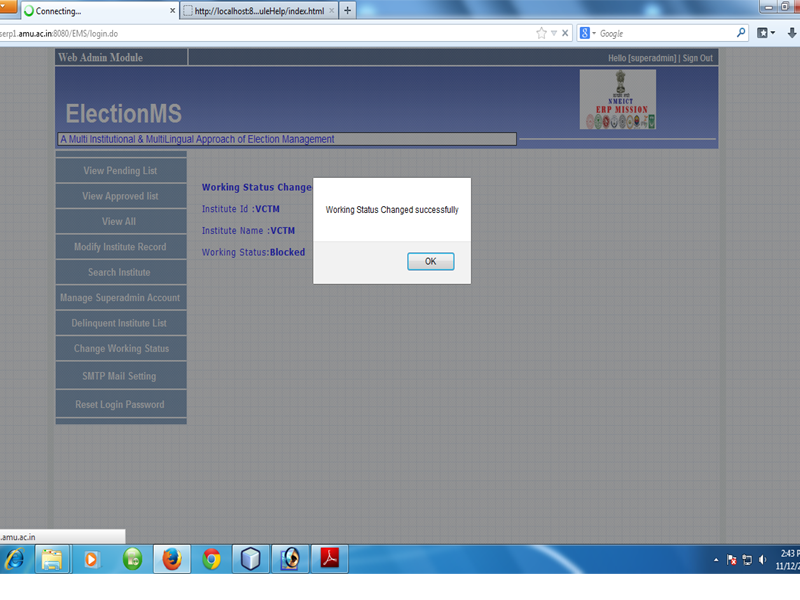 Connecting...
http://localhost:8...uleHelp/index.html
serp1.amu.ac.in:8080/EMS/login.do
Google
Web Admin Module
Hello [superadmin] | Sign Out
ElectionMS
NMEICT
ERP MISSION
A Multi Institutional & MultiLingual Approach of Election Management
View Pending List
View Approved list
View All
Modify Institute Record
Search Institute
Manage Superadmin Account
Delinquent Institute List
Change Working Status
SMTP Mail Setting
Reset Login Password
Working Status Change
Institute Id :VCTM
Institute Name :VCTM
Working Status:Blocked
Working Status Changed successfully
OK
.amu.ac.in
2:43 P
11/12/2